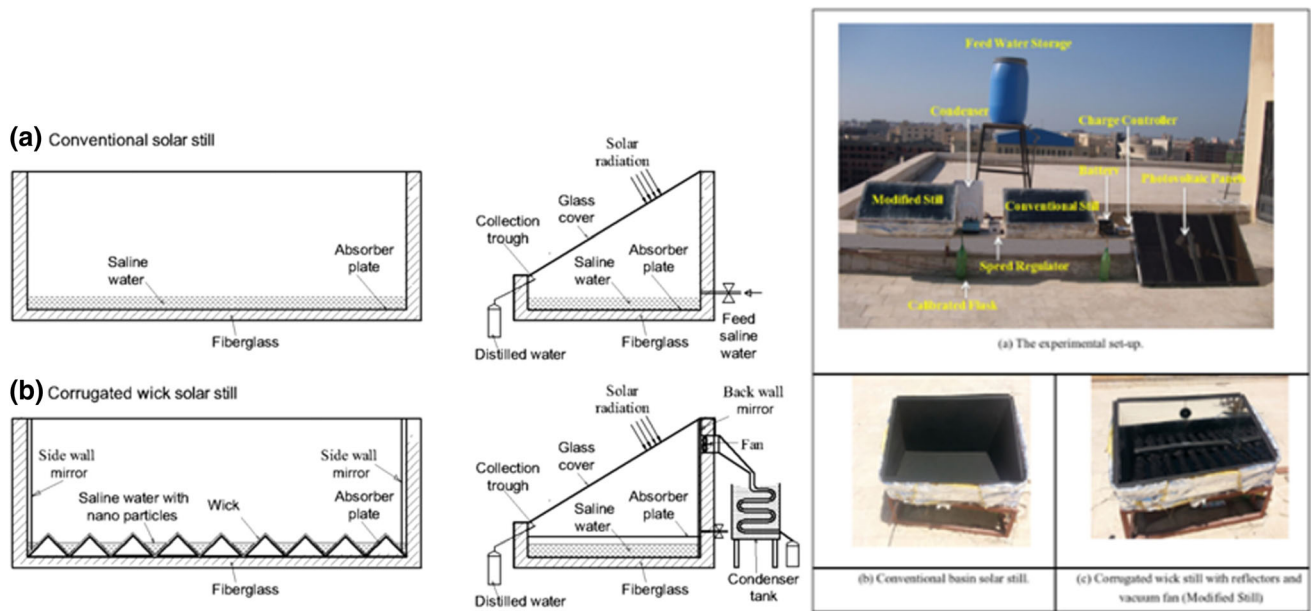 (a) Conventional solar still
Saline
water
Absorber
plate
Fiberglass
Solar
radiation
Glass
cover
Collection
trough
Absorber
plate
Saline
water
Fiberglass
Distilled water
Feed
saline
water
(b) Corrugated wick solar still
Side wall
mirror
Saline water with
nano particles
Wick
Side wall
mirror
Absorber
plate
Fiberglass
Solar
radiation
Back wall
mirror
Fan
Glass
cover
Collection
trough
Absorber
plate
Saline
water
Fiberglass
Distilled water
Condenser
tank
Feed Water Storage
Condenser
Charge Controller
Battery
Photovoltaic Panels
Modified Still
Conventional Still
Speed Regulator
Calibrated Flask
(a) The experimental set-up.
(b) Conventional basin solar still.
(c) Corrugated wick still with reflectors and
vacuum fan (Modified Still)